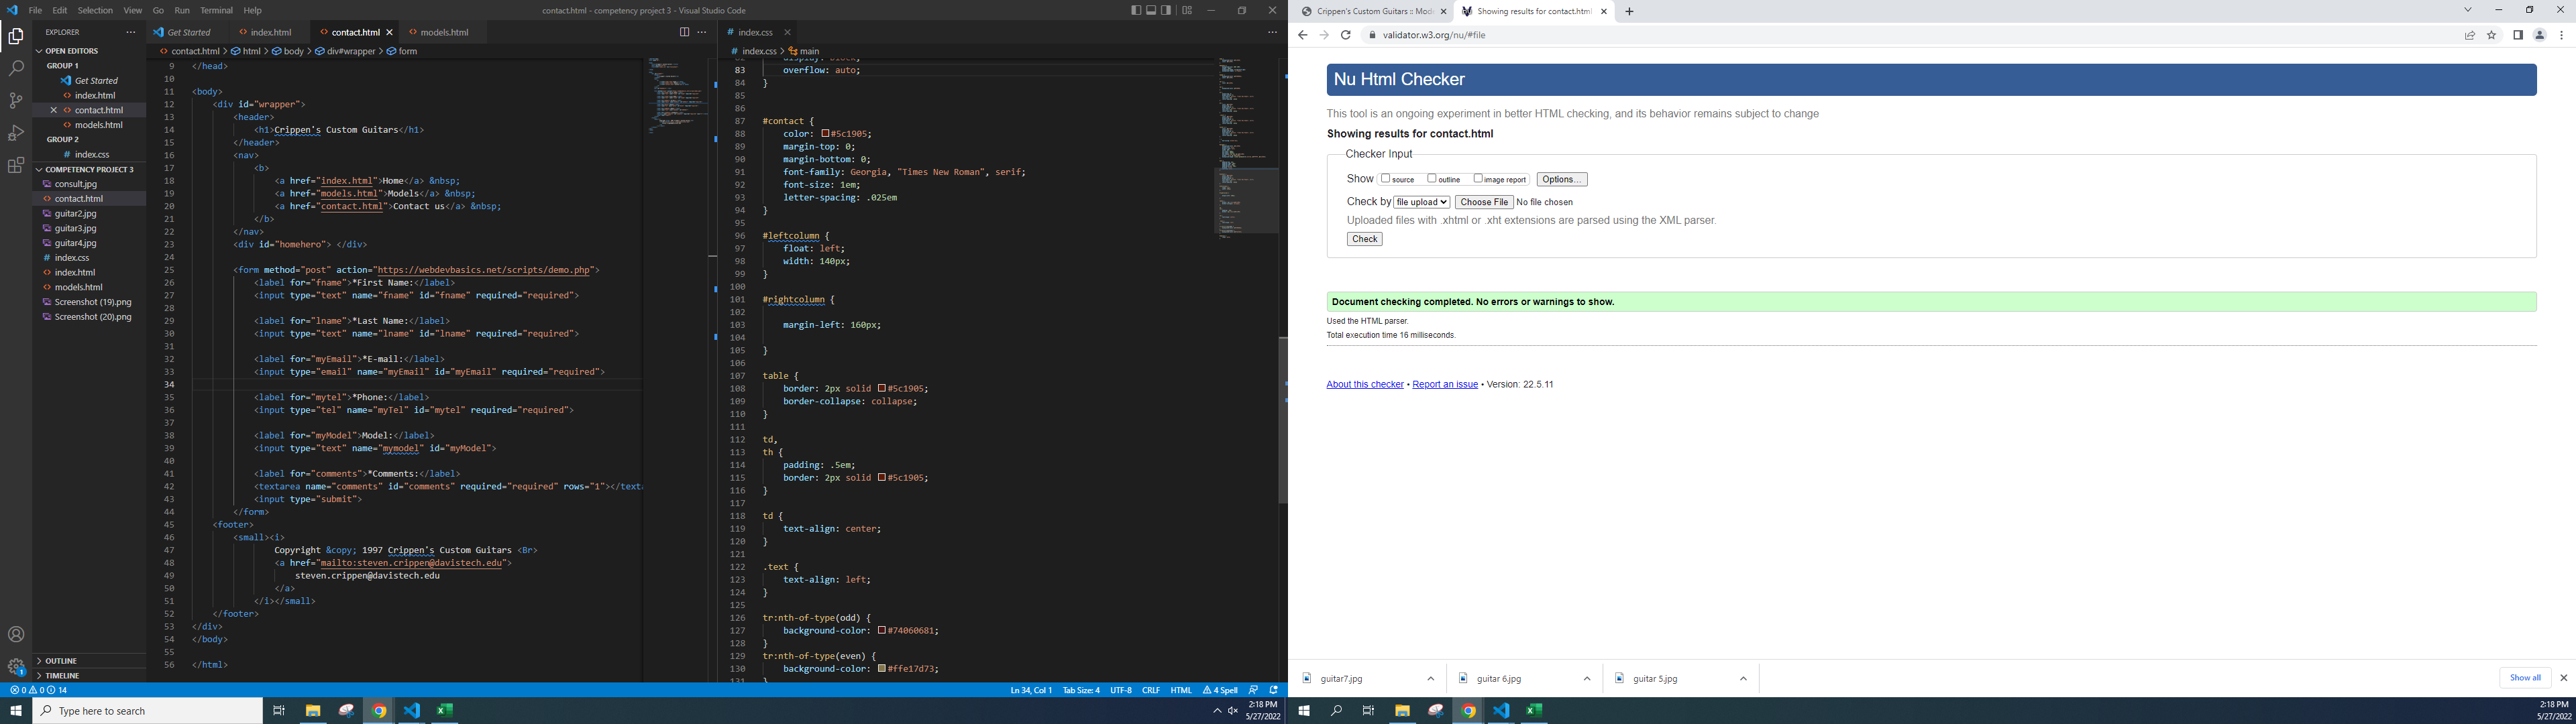 File Edit Selection View Go Run Terminal Help
contact.html - competency project 3 - Visual Studio Code
EXPLORER
OPEN EDITORS
GROUP 1
Get Started
index.html
contact.html
models.html
GROUP 2
index.css
COMPETENCY PROJECT 3
consult.jpg
contact.html
guitar2.jpg
guitar3.jpg
guitar4.jpg
index.css
index.html
models.html
Screenshot (19).png
Screenshot (20).png
OUTLINE
TIMELINE
Get Started index.html contact.html models.html
contact.html > html > body > div#wrapper > form
9 </head>
10
11 <body>
12 <div id="wrapper">
13 <header>
14 <h1>Crippen's Custom Guitars</h1>
15 </header>
16 <nav>
17 <b>
18 <a href="index.html">Home</a> &nbsp;
19 <a href="models.html">Models</a> &nbsp;
20 <a href="contact.html">Contact us</a> &nbsp;
21 </b>
22 </nav>
23 <div id="homehero"> </div>
24
25 <form method="post" action="https://webdevbasics.net/scripts/demo.php">
26 <label for="fname">*First Name:</label>
27 <input type="text" name="fname" id="fname" required="required">
28
29 <label for="lname">*Last Name:</label>
30 <input type="text" name="lname" id="lname" required="required">
31
32 <label for="myEmail">*E-mail:</label>
33 <input type="email" name="myEmail" id="myEmail" required="required">
34
35 <label for="mytel">*Phone:</label>
36 <input type="tel" name="myTel" id="mytel" required="required">
37
38 <label for="myModel">Model:</label>
39 <input type="text" name="mymodel" id="myModel">
40
41 <label for="comments">*Comments:</label>
42 <textarea name="comments" id="comments" required="required" rows="1"></texta
43 <input type="submit">
44 </form>
45 <footer>
46 <small><i>
47 Copyright &copy; 1997 Crippen's Custom Guitars <Br>
48 <a href="mailto:steven.crippen@davistech.edu">
49 steven.crippen@davistech.edu
50 </a>
51 </i></small>
52 </footer>
53 </div>
54 </body>
55
56 </html>
index.css
index.css > main
82 display: block;
83 overflow: auto;
84 }
85
86
87 #contact {
88 color: #5c1905;
89 margin-top: 0;
90 margin-bottom: 0;
91 font-family: Georgia, "Times New Roman", serif;
92 font-size: 1em;
93 letter-spacing: .025em
94 }
95
96 #leftcolumn {
97 float: left;
98 width: 140px;
99 }
100
101 #rightcolumn {
102
103 margin-left: 160px;
104
105 }
106
107 table {
108 border: 2px solid #5c1905;
109 border-collapse: collapse;
110 }
111
112 td,
113 th {
114 padding: .5em;
115 border: 2px solid #5c1905;
116 }
117
118 td {
119 text-align: center;
120 }
121
122 .text {
123 text-align: left;
124 }
125
126 tr:nth-of-type(odd) {
127 background-color: #74060681;
128 }
129 tr:nth-of-type(even) {
130 background-color: #ffe17d73;
131 }
0 0 14
Ln 34, Col 1 Tab Size: 4 UTF-8 CRLF HTML 4 Spell
1
Type here to search
2:18 PM
5/27/2022
Crippen's Custom Guitars :: Mod
Showing results for contact.html
validator.w3.org/nu/#file
Nu Html Checker
This tool is an ongoing experiment in better HTML checking, and its behavior remains subject to change
Showing results for contact.html
Checker Input
Show source outline image report Options...
Check by file upload Choose File No file chosen
Uploaded files with .xhtml or .xht extensions are parsed using the XML parser.
Check
Document checking completed. No errors or warnings to show.
Used the HTML parser.
Total execution time 16 milliseconds.
About this checker • Report an issue • Version: 22.5.11
guitar7.jpg guitar 6.jpg guitar 5.jpg Show all
2:18 PM
5/27/2022